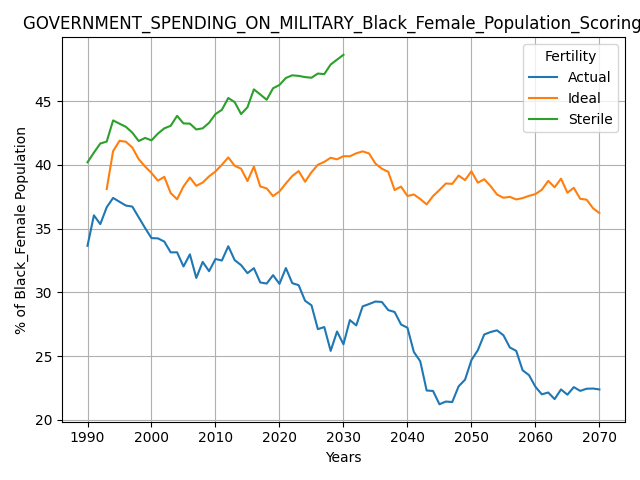 GOVERNMENT_SPENDING_ON_MILITARY_Black_Female_Population_Scoring
Fertility
Actual
Ideal
Sterile
% of Black_Female Population
45
40
35
30
25
20
1990 2000 2010 2020 2030 2040 2050 2060 2070
Years